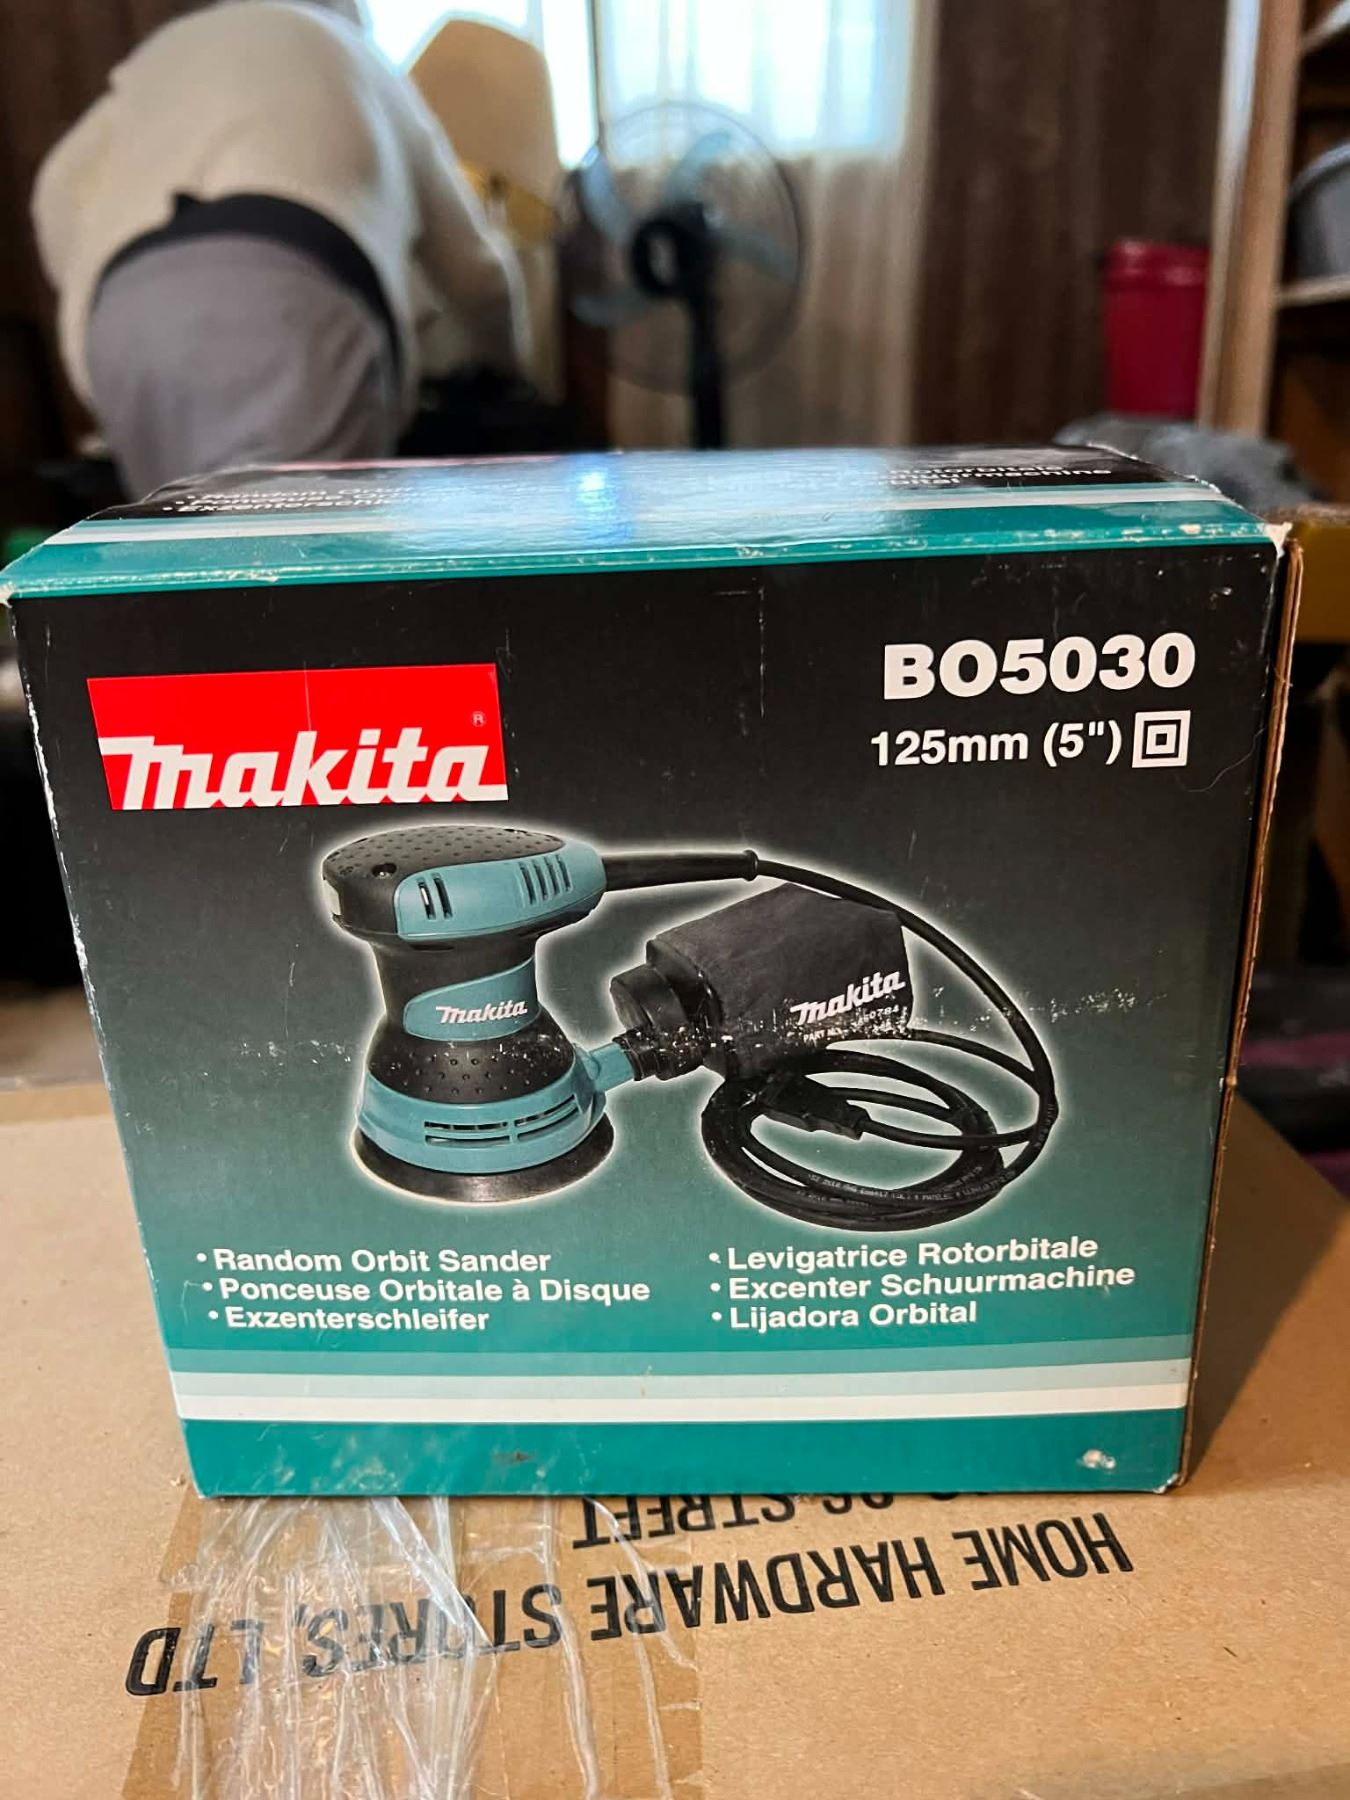 BO5030
125mm (5")
makita®
makita
makita
PART NO.
• Random Orbit Sander
• Ponceuse Orbitale à Disque
• Exzenterschleifer
• Levigatrice Rotorbitale
• Excenter Schuurmachine
• Lijadora Orbital
HOME HARDWARE STORES, LTD
STREET